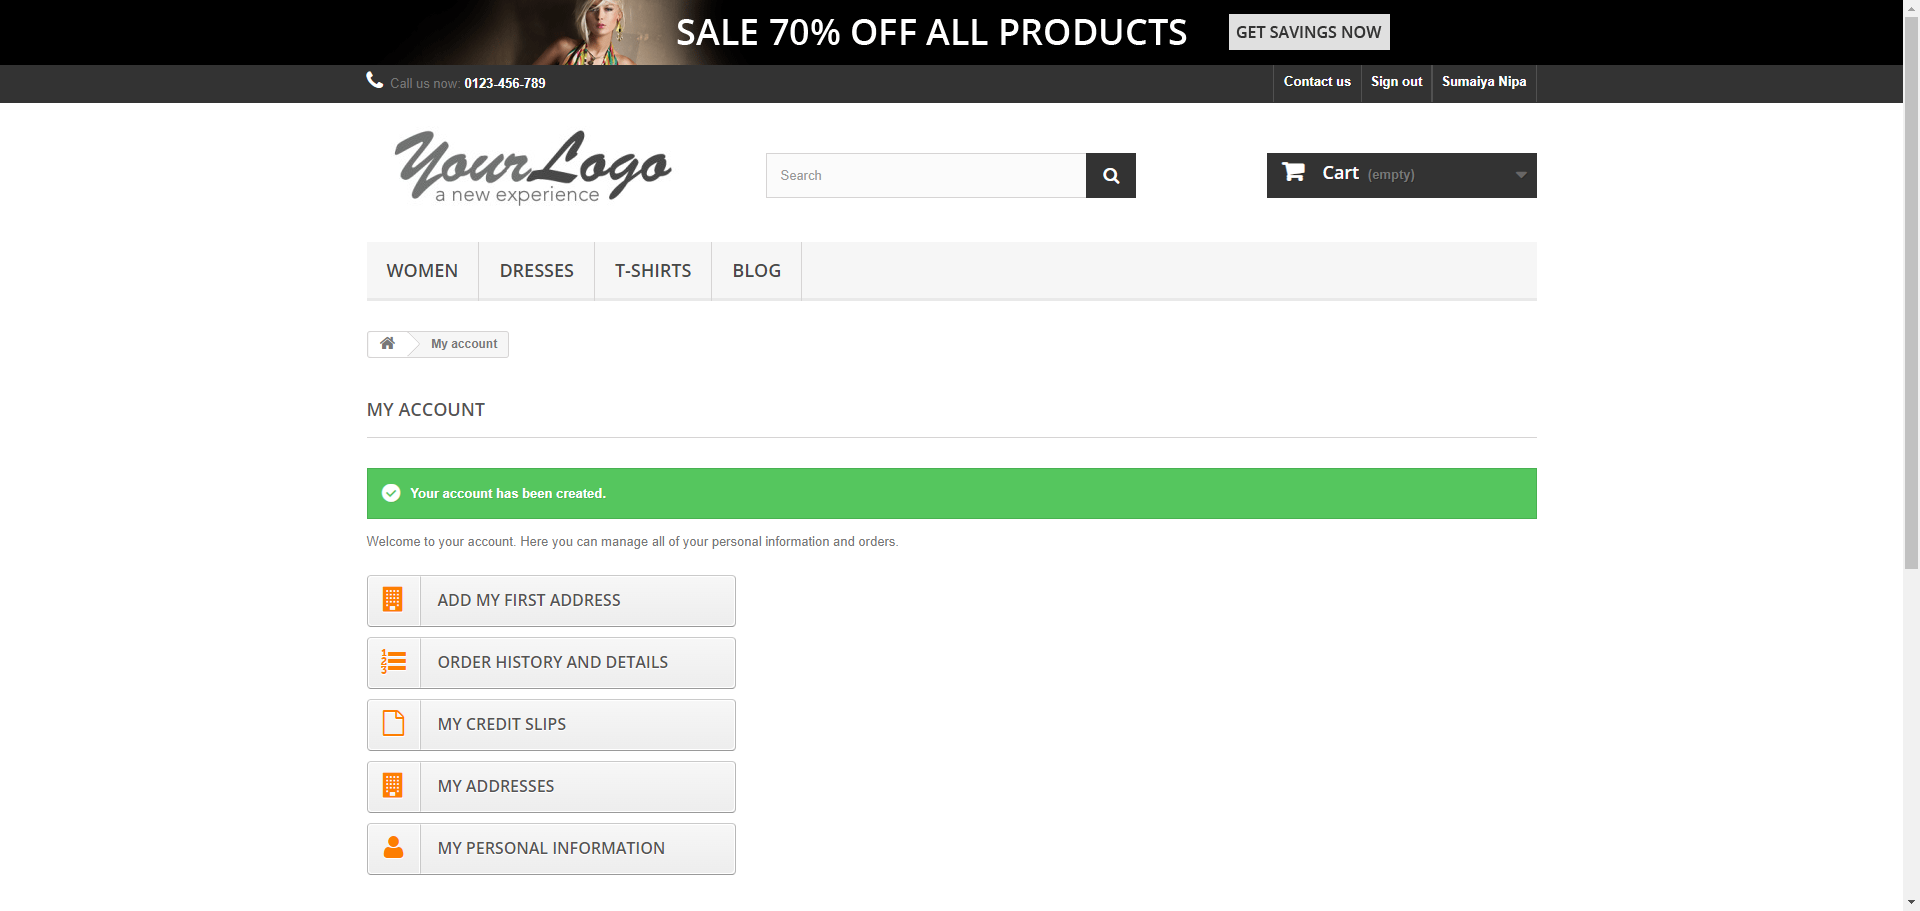 SALE 70% OFF ALL PRODUCTS GET SAVINGS NOW
Call us now: 0123-456-789 Contact us Sign out Sumaiya Nipa
YourLogo
a new experience
Search
Cart (empty)
WOMEN DRESSES T-SHIRTS BLOG
My account
MY ACCOUNT
Your account has been created.
Welcome to your account. Here you can manage all of your personal information and orders.
ADD MY FIRST ADDRESS
ORDER HISTORY AND DETAILS
MY CREDIT SLIPS
MY ADDRESSES
MY PERSONAL INFORMATION